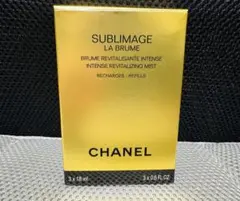 SUBLIMAGE
LA BRUME
BRUME REVITALISANTE INTENSE
INTENSE REVITALIZING MIST
RECHARGES - REFILLS
CHANEL
3 x 18 ml
3 x 0.6 FL. OZ.